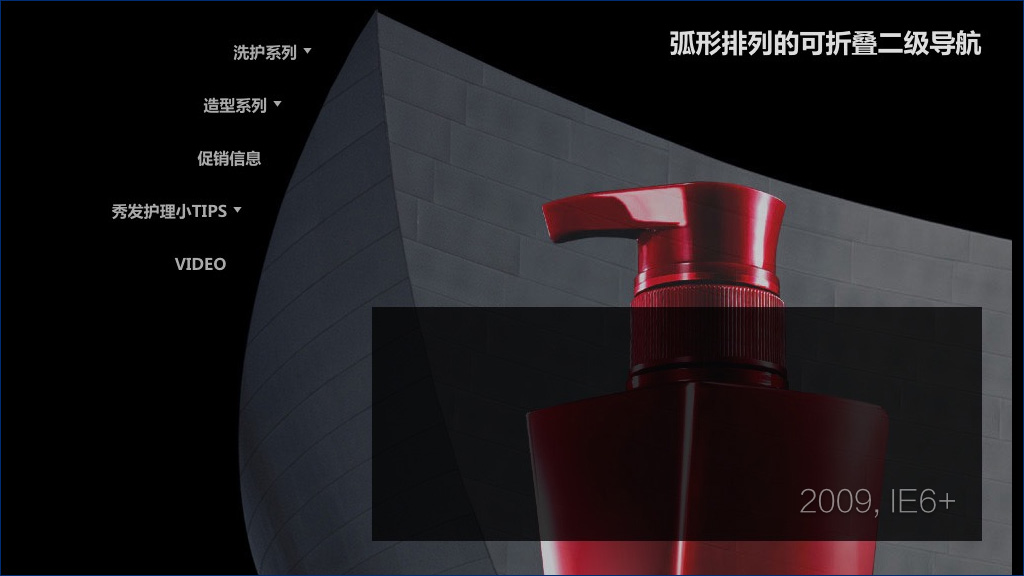 弧形排列的可折叠二级导航
洗护系列
造型系列
促销信息
秀发护理小TIPS
VIDEO
2009, IE6+